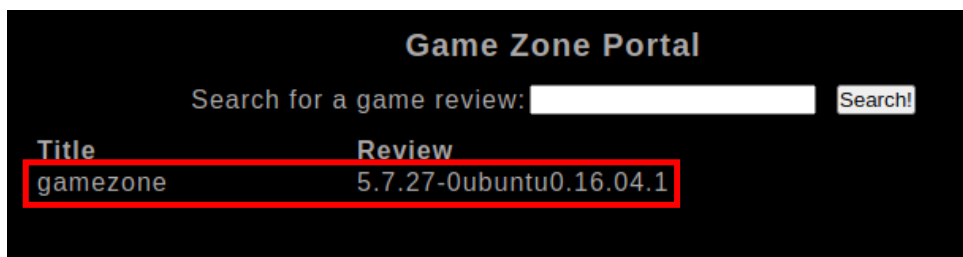 Game Zone Portal
Search for a game review: Search!
Title Review
gamezone 5.7.27-0ubuntu0.16.04.1